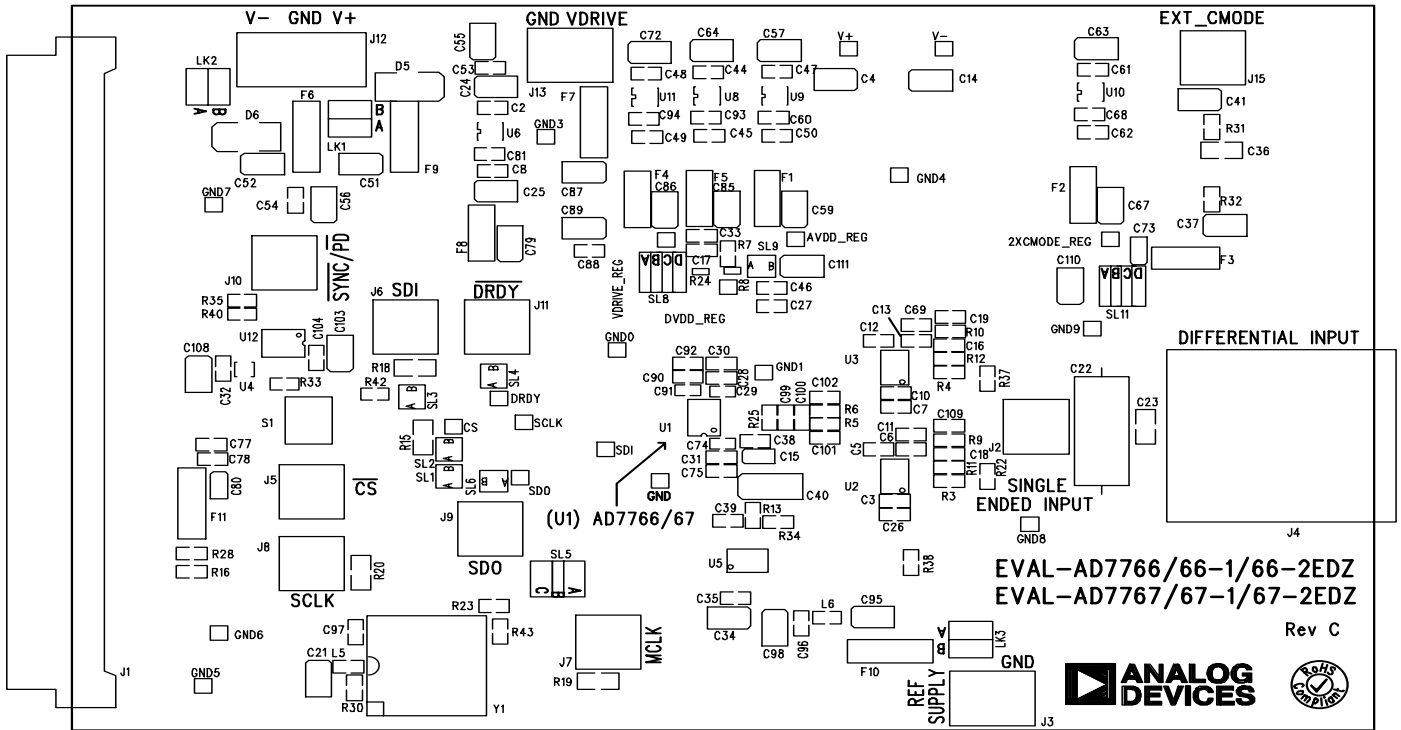 V- GND V+
GND VDRIVE
EXT_CMODE
J12
C55
C72
C64
C57
V+
V-
C63
LK2
D5
C53
C24
C48
C44
C47
C4
C14
C61
J15
A B
F6
B
A
C2
J13
F7
U11
U8
U9
U10
C41
D6
U6
GND3
C94
C93
C60
C68
R31
LK1
F9
C81
C49
C45
C50
C62
C36
C52
C51
C8
C87
GND4
GND7
C54
C56
C25
F4
C86
F5
C85
F1
C59
F2
C67
R32
C89
C33
C37
F8
C79
R7
SL9
AVDD_REG
2XCMODE_REG
C73
J10
SYNC/PD
C88
VDRIVE_REG
DCBA
C17
R24
R8
A B
C111
C110
DCBA
F3
R35
R40
J6
SDI
DRDY
J11
SL8
C46
C27
SL11
DVDD_REG
GND9
U12
C104
C103
GND0
C13
C69
C19
R10
C12
C16
DIFFERENTIAL INPUT
C108
C32
U4
R33
R18
R42
A B
SL3
A B
SL4
C92
C30
C90
C28
C91
C29
GND1
U3
R12
R4
R37
C22
C102
C100
C99
C10
C7
C23
S1
DRDY
CS
SCLK
R25
R6
R5
C109
R15
U1
C11
C6
R9
J2
C77
C78
SL2
A B
SDI
C74
C38
C101
C5
C18
C31
C15
R11
R22
J5
CS
SL1
A B
SL6
A B
SDO
C75
U2
R3
C80
GND
C40
SINGLE
ENDED INPUT
F11
J9
(U1) AD7766/67
C39
R13
R34
C3
C26
GND8
J4
R28
R16
J8
R20
SDO
SL5
C B A
U5
R38
EVAL-AD7766/66-1/66-2EDZ
EVAL-AD7767/67-1/67-2EDZ
SCLK
R23
C35
L6
C95
Rev C
GND6
C97
R43
C34
C98
C96
A
B
LK3
J1
GND5
C21
L5
J7
MCLK
F10
GND
R30
Y1
R19
REF
SUPPLY
J3
ANALOG
DEVICES
RoHS
Compliant